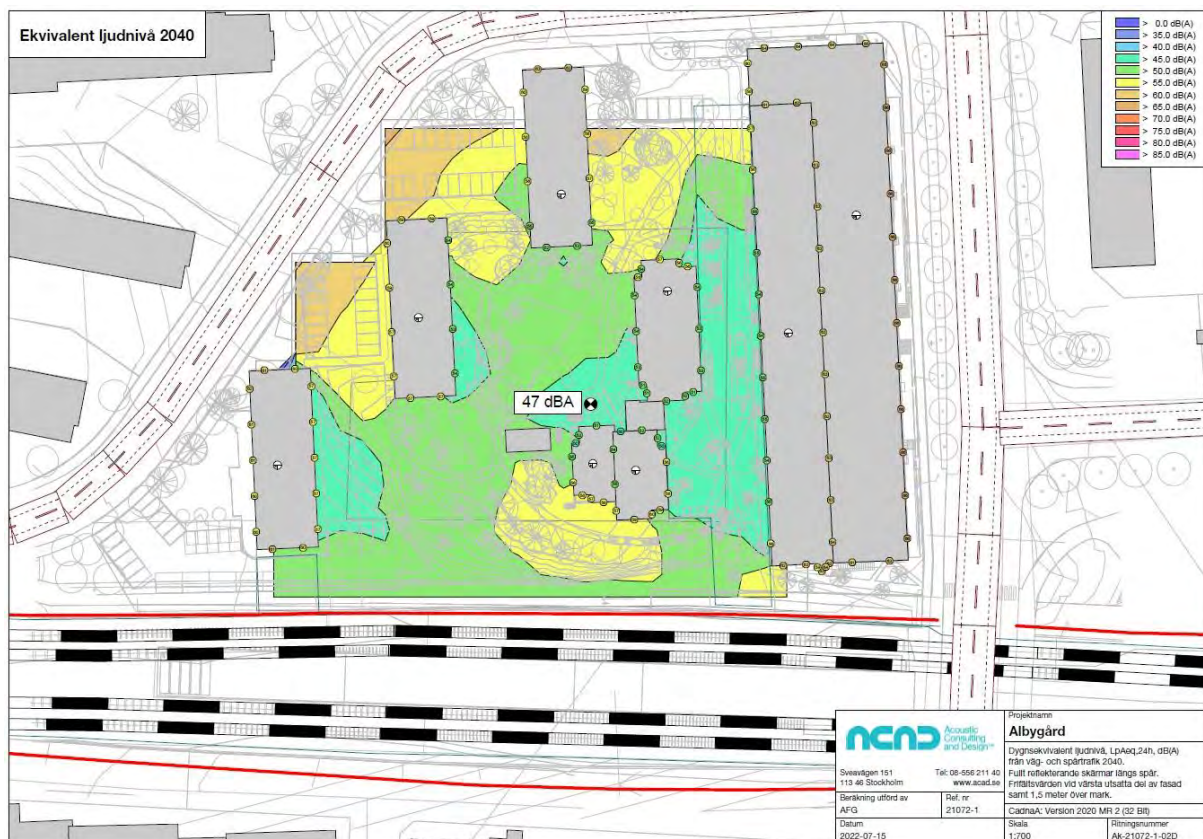 Ekvivalent ljudnivå 2040
> 0.0 dB(A)
> 35.0 dB(A)
> 40.0 dB(A)
> 45.0 dB(A)
> 50.0 dB(A)
> 55.0 dB(A)
> 60.0 dB(A)
> 65.0 dB(A)
> 70.0 dB(A)
> 75.0 dB(A)
> 80.0 dB(A)
> 85.0 dB(A)
47 dBA
ACAD Acoustic
Consulting
and Design™
Sveavägen 151 Tel: 08-556 211 40
113 46 Stockholm www.acad.se
Beräkning utförd av Ref. nr
AFG 21072-1
Datum
2022-07-15
Projektnamn
Albygård
Dygnsekvivalent ljudnivå, LpAeq,24h, dB(A)
från väg- och spårtrafik 2040.
Fullt reflekterande skärmar längs spår.
Frifältsvärden vid värsta utsatta del av fasad
samt 1,5 meter över mark.
CadnaA: Version 2020 MR 2 (32 Bit)
Skala Ritningsnummer
1:700 Ak-21072-1-02D